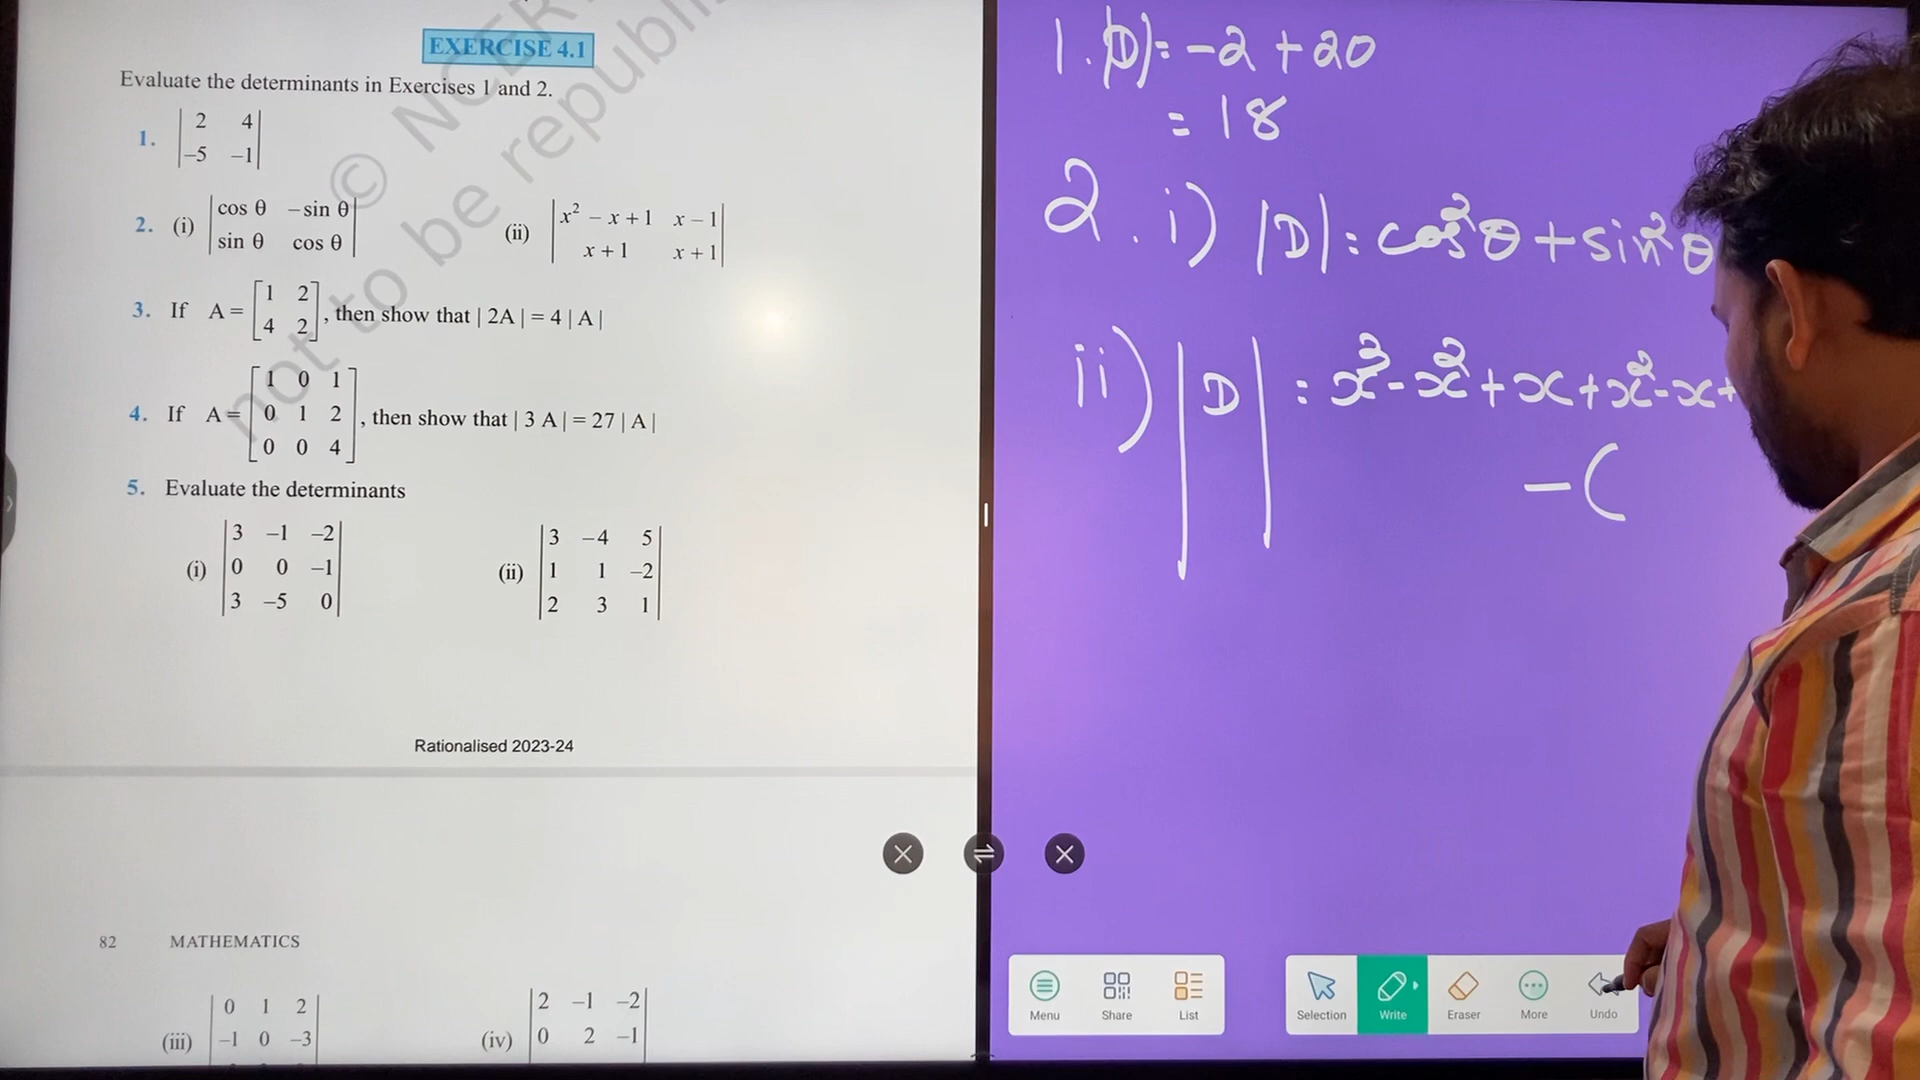 EXERCISE 4.1
Evaluate the determinants in Exercises 1 and 2.
1. | 2 4 |
| –5 –1 |
2. (i) | cos θ – sin θ |
| sin θ cos θ |
(ii) | x² – x + 1 x – 1 |
| x + 1 x + 1 |
3. If A = [ 1 2 ]
[ 4 2 ] , then show that | 2A | = 4 | A |
4. If A = [ 1 0 1 ]
[ 0 1 2 ] , then show that | 3 A | = 27 | A |
[ 0 0 4 ]
5. Evaluate the determinants
(i) | 3 –1 –2 |
| 0 0 –1 |
| 3 –5 0 |
(ii) | 3 –4 5 |
| 1 1 –2 |
| 2 3 1 |
Rationalised 2023-24
82 MATHEMATICS
(iii) | 0 1 2 |
| –1 0 –3 |
(iv) | 2 –1 –2 |
| 0 2 –1 |
© NCER
not to be republi
1. |D| = -2 + 20
= 18
2. i) |D| = cos²θ + sin²θ
ii) |D| = x³ - x² + x + x² - x +
- (
Menu Share List
Selection Write Eraser More Undo